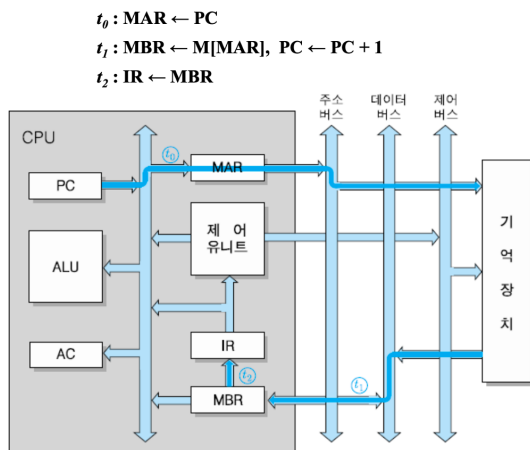 t₀ : MAR ← PC
t₁ : MBR ← M[MAR], PC ← PC + 1
t₂ : IR ← MBR
주소
버스
데이터
버스
제어
버스
CPU
t₀
MAR
PC
제 어
유니트
기
억
장
치
ALU
IR
AC
t₂
MBR
t₁